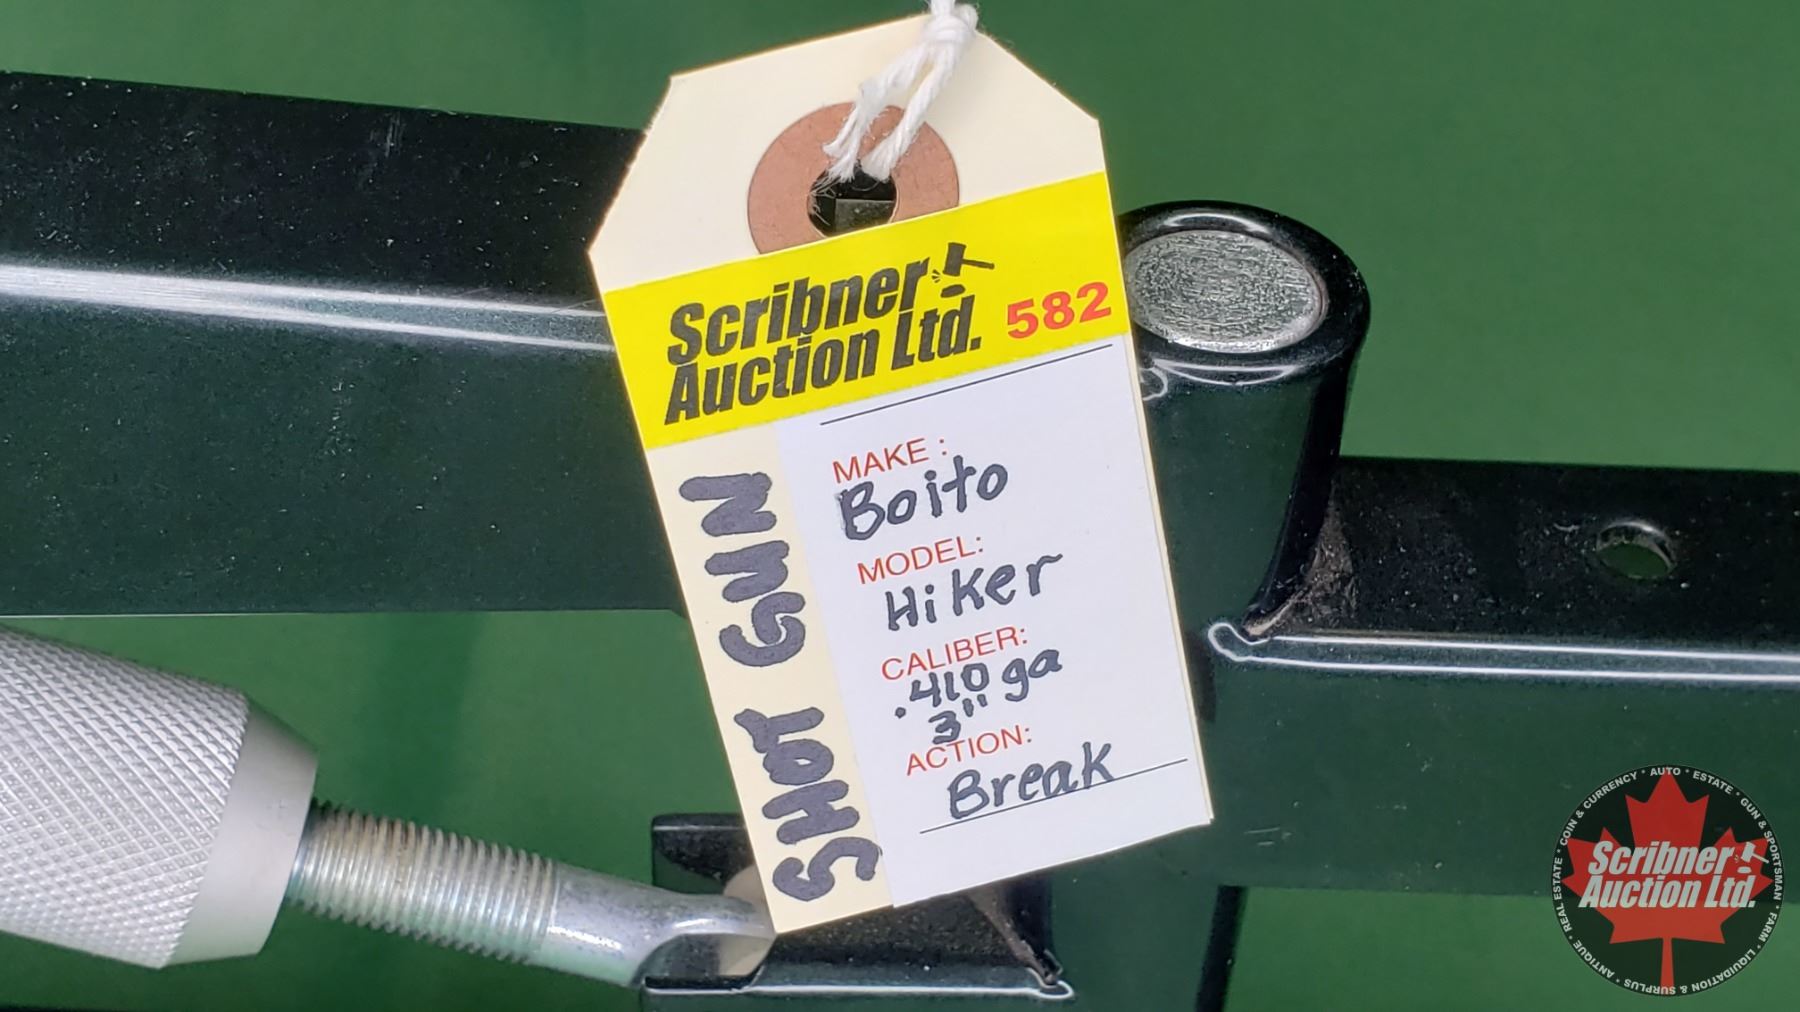 Scribner
Auction Ltd. 582
MAKE :
Boito
MODEL:
Hiker
CALIBER:
.410 ga
3"
ACTION:
Break
SHOT GUN
COIN & CURRENCY * AUTO * ESTATE * GUN & SPORTSMAN * FARM * LIQUIDATION & SURPLUS * ANTIQUE * REAL ESTATE *
Scribner
Auction Ltd.